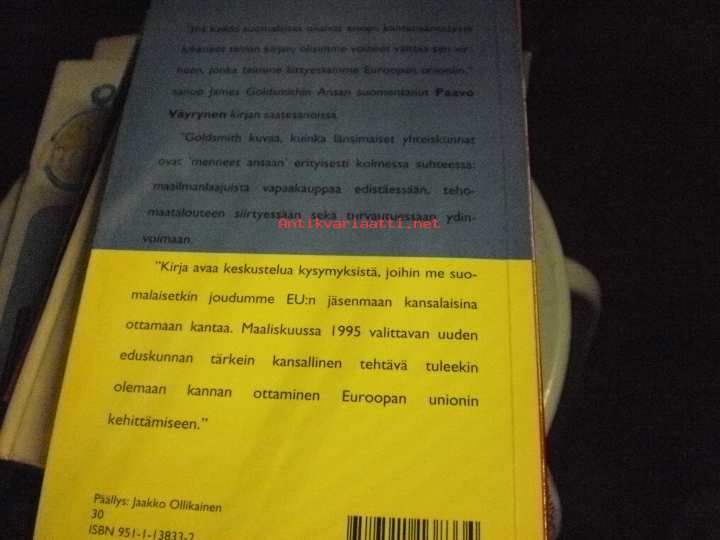 "Jos kaikki suomalaiset olisivat ennen kansanäänestystä
lukeneet tämän kirjan, olisimme voineet välttää sen vir-
heen, jonka teimme liittyessämme Euroopan unioniin,"
sanoo James Goldsmithin Ansan suomentanut Paavo
Väyrynen kirjan saatesanoissa.
"Goldsmith kuvaa, kuinka länsimaiset yhteiskunnat
ovat 'menneet ansaan' erityisesti kolmessa suhteessa:
maailmanlaajuista vapaakauppaa edistäessään, teho-
maatalouteen siirtyessään sekä turvautuessaan ydin-
Antikvariaatti.net
voimaan.
"Kirja avaa keskustelua kysymyksistä, joihin me suo-
malaisetkin joudumme EU:n jäsenmaan kansalaisina
ottamaan kantaa. Maaliskuussa 1995 valittavan uuden
eduskunnan tärkein kansallinen tehtävä tuleekin
olemaan kannan ottaminen Euroopan unionin
kehittämiseen."
Päällys: Jaakko Ollikainen
30
ISBN 951-1-13833-2